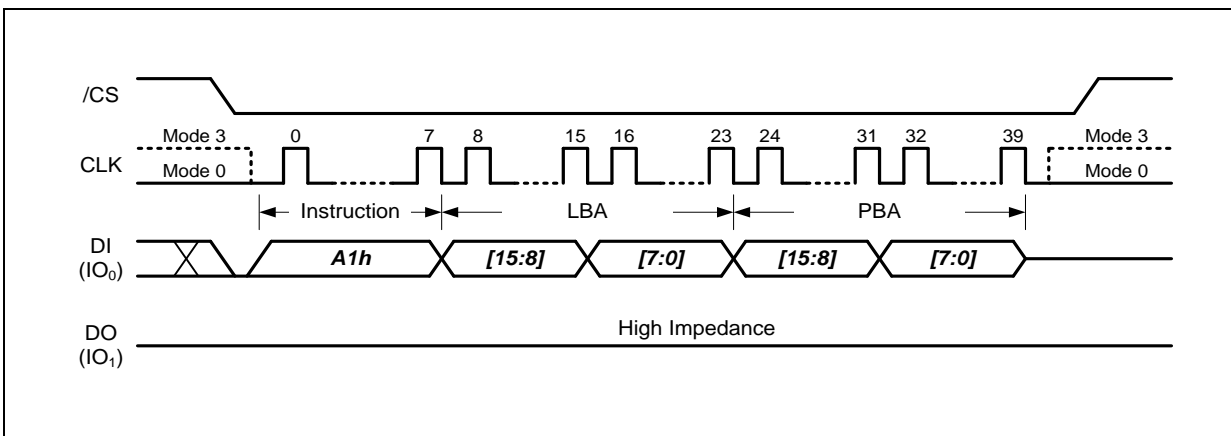 /CS
Mode 3 0 7 8 15 16 23 24 31 32 39 Mode 3
CLK
Mode 0 Mode 0
Instruction LBA PBA
DI
(IO₀)
A1h [15:8] [7:0] [15:8] [7:0]
High Impedance
DO
(IO₁)